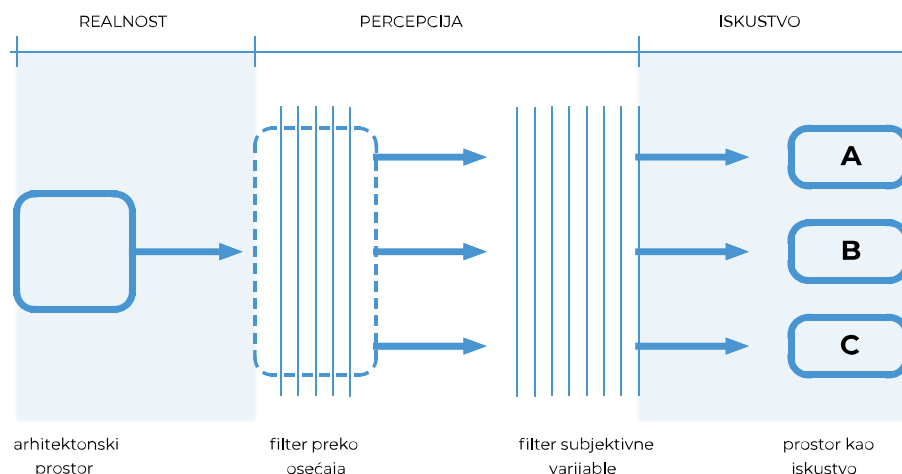 REALNOST
PERCEPCIJA
ISKUSTVO
A
B
C
arhitektonski
prostor
filter preko
osećaja
filter subjektivne
varijable
prostor kao
iskustvo